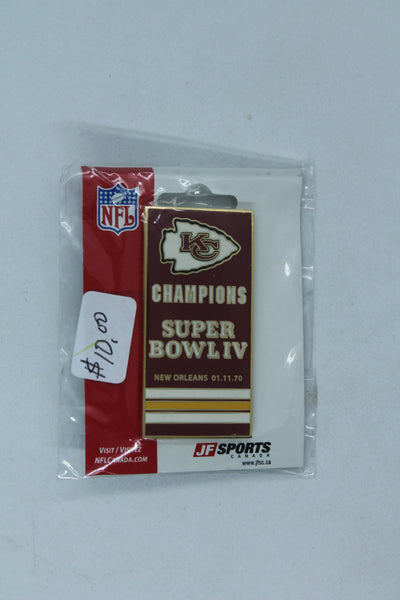 NFL
KC
CHAMPIONS
SUPER
BOWL IV
NEW ORLEANS 01.11.70
$10.00
VISIT / VISITEZ
NFLCANADA.COM
JF SPORTS
CANADA
www.jfsc.ca